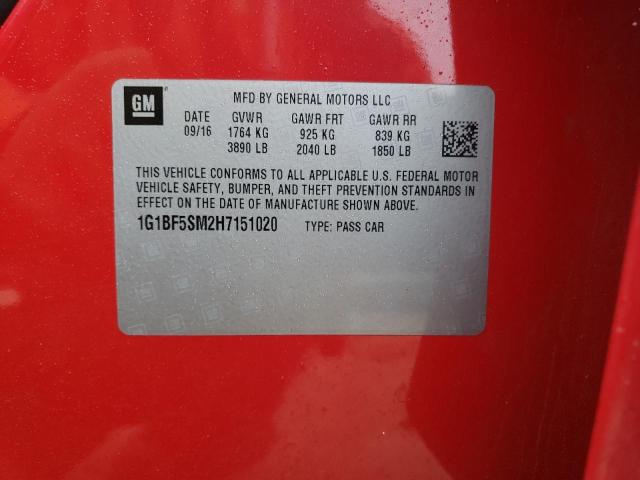 GM
MFD BY GENERAL MOTORS LLC
DATE GVWR GAWR FRT GAWR RR
09/16 1764 KG 925 KG 839 KG
3890 LB 2040 LB 1850 LB
THIS VEHICLE CONFORMS TO ALL APPLICABLE U.S. FEDERAL MOTOR
VEHICLE SAFETY, BUMPER, AND THEFT PREVENTION STANDARDS IN
EFFECT ON THE DATE OF MANUFACTURE SHOWN ABOVE.
1G1BF5SM2H7151020 TYPE: PASS CAR